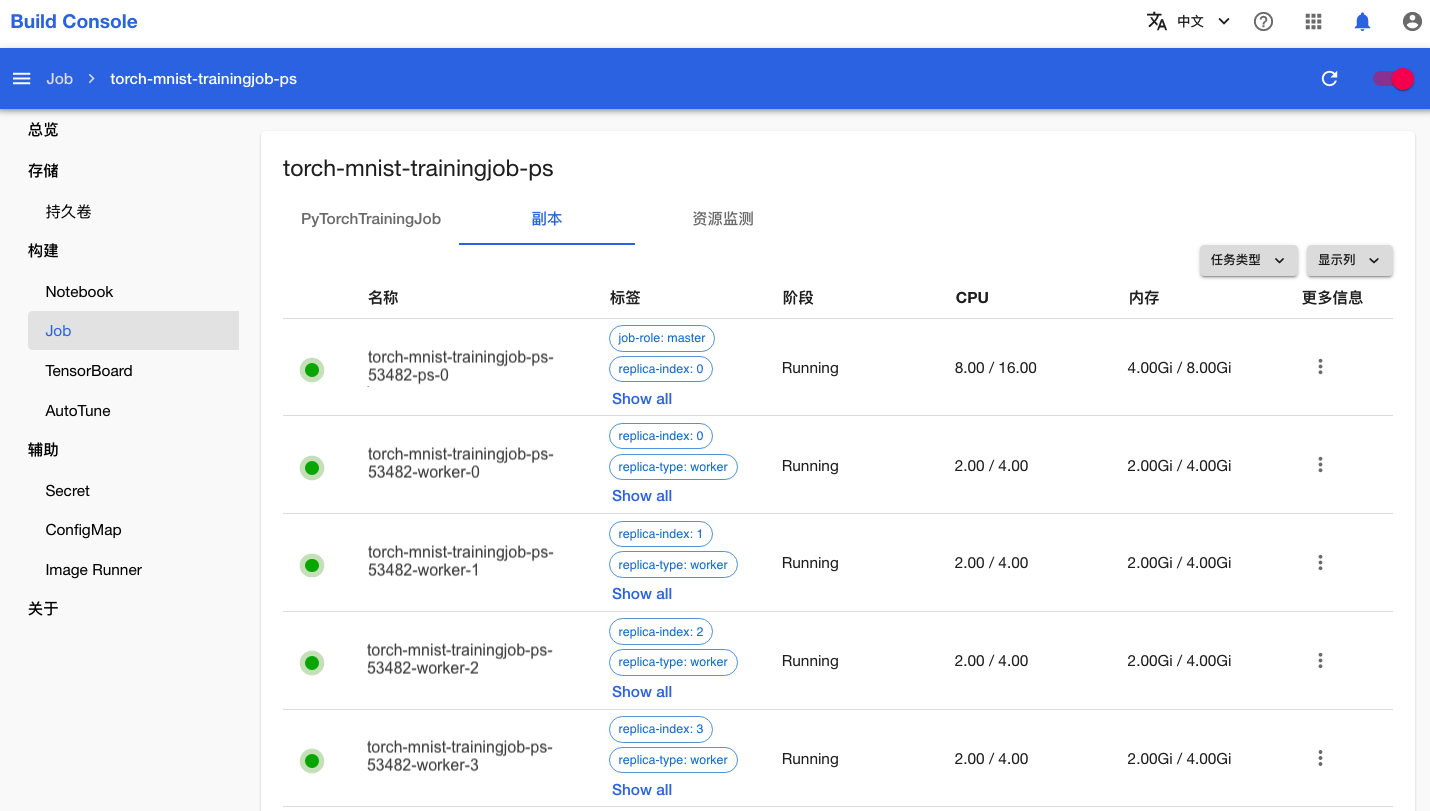 Build Console
中文
Job
torch-mnist-trainingjob-ps
总览
存储
持久卷
构建
Notebook
Job
TensorBoard
AutoTune
辅助
Secret
ConfigMap
Image Runner
关于
torch-mnist-trainingjob-ps
PyTorchTrainingJob
副本
资源监测
任务类型
显示列
名称
标签
阶段
CPU
内存
更多信息
torch-mnist-trainingjob-ps-
53482-ps-0
job-role: master
replica-index: 0
Show all
Running
8.00 / 16.00
4.00Gi / 8.00Gi
torch-mnist-trainingjob-ps-
53482-worker-0
replica-index: 0
replica-type: worker
Show all
Running
2.00 / 4.00
2.00Gi / 4.00Gi
torch-mnist-trainingjob-ps-
53482-worker-1
replica-index: 1
replica-type: worker
Show all
Running
2.00 / 4.00
2.00Gi / 4.00Gi
torch-mnist-trainingjob-ps-
53482-worker-2
replica-index: 2
replica-type: worker
Show all
Running
2.00 / 4.00
2.00Gi / 4.00Gi
torch-mnist-trainingjob-ps-
53482-worker-3
replica-index: 3
replica-type: worker
Show all
Running
2.00 / 4.00
2.00Gi / 4.00Gi